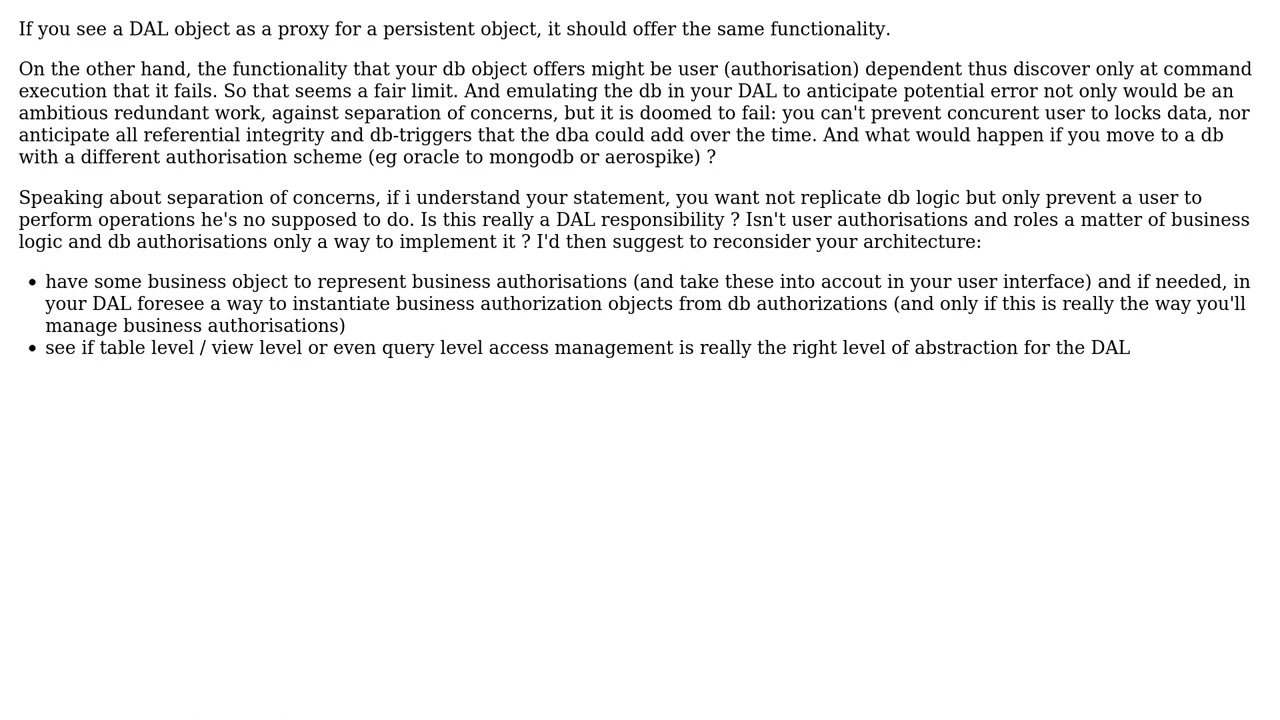 If you see a DAL object as a proxy for a persistent object, it should offer the same functionality.
On the other hand, the functionality that your db object offers might be user (authorisation) dependent thus discover only at command
execution that it fails. So that seems a fair limit. And emulating the db in your DAL to anticipate potential error not only would be an
ambitious redundant work, against separation of concerns, but it is doomed to fail: you can't prevent concurent user to locks data, nor
anticipate all referential integrity and db-triggers that the dba could add over the time. And what would happen if you move to a db
with a different authorisation scheme (eg oracle to mongodb or aerospike) ?
Speaking about separation of concerns, if i understand your statement, you want not replicate db logic but only prevent a user to
perform operations he's no supposed to do. Is this really a DAL responsibility ? Isn't user authorisations and roles a matter of business
logic and db authorisations only a way to implement it ? I'd then suggest to reconsider your architecture:
• have some business object to represent business authorisations (and take these into accout in your user interface) and if needed, in
your DAL foresee a way to instantiate business authorization objects from db authorizations (and only if this is really the way you'll
manage business authorisations)
• see if table level / view level or even query level access management is really the right level of abstraction for the DAL